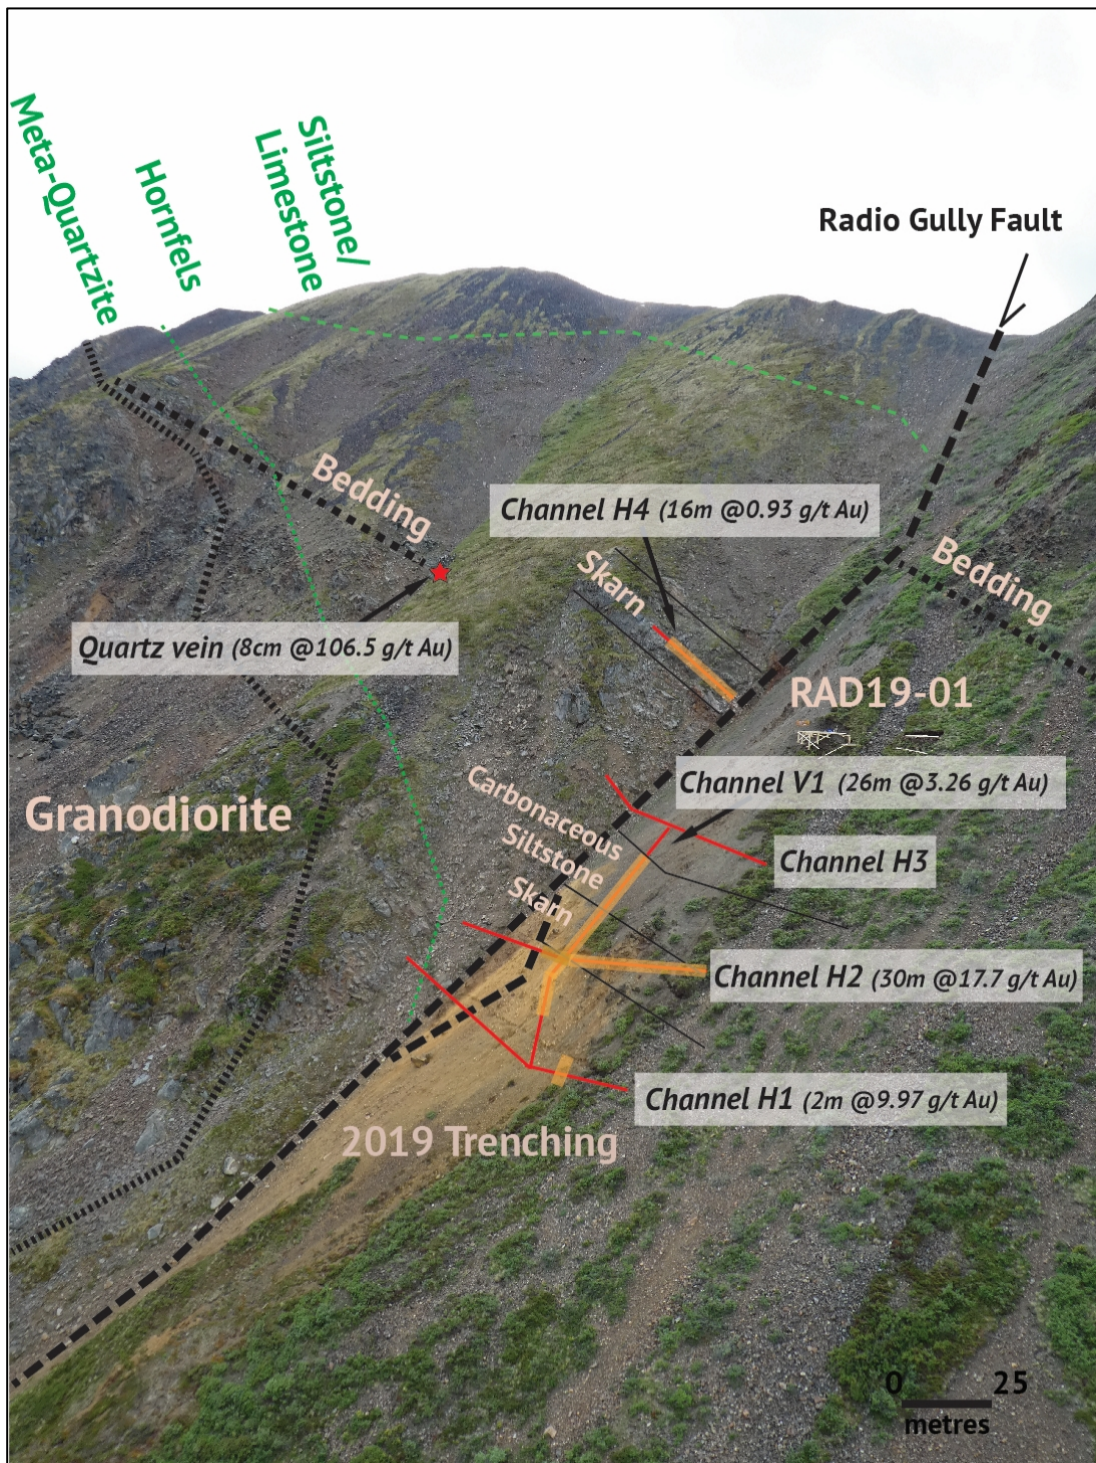 Meta-Quartzite
Hornfels
Siltstone/
Limestone
Radio Gully Fault
Bedding
Channel H4 (16m @0.93 g/t Au)
Skarn
Bedding
Quartz vein (8cm @106.5 g/t Au)
RAD19-01
Channel V1 (26m @3.26 g/t Au)
Carbonaceous
Siltstone
Skarn
Granodiorite
Channel H3
Channel H2 (30m @17.7 g/t Au)
Channel H1 (2m @9.97 g/t Au)
2019 Trenching
0 25
metres